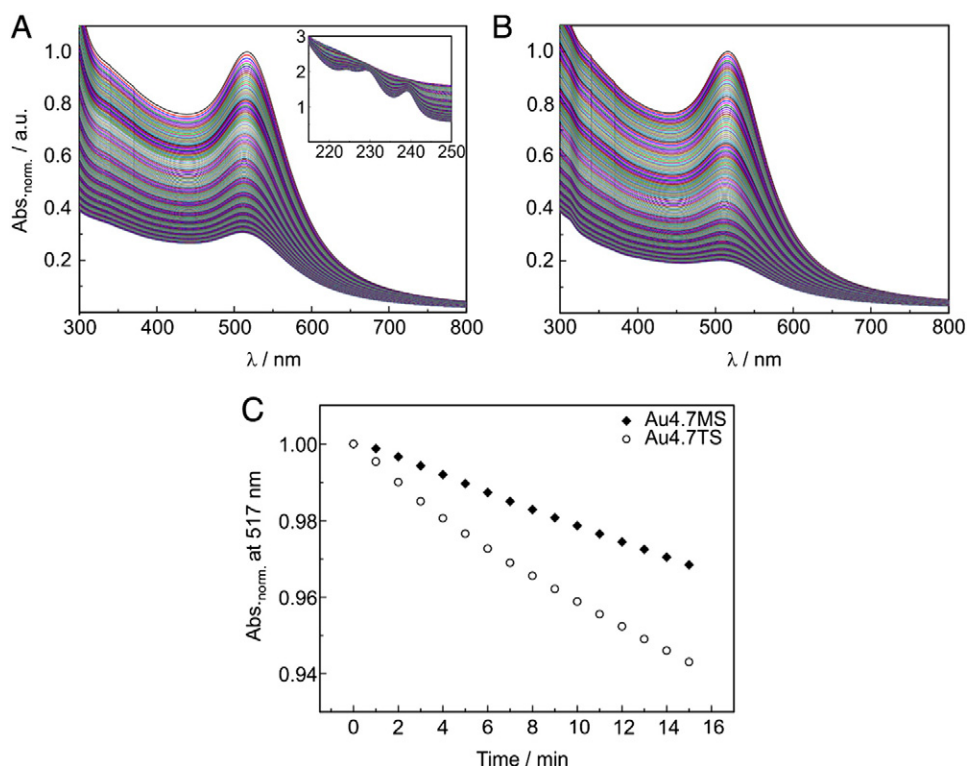 A
B
1.0
0.8
0.6
0.4
0.2
Abs.norm. / a.u.
300 400 500 600 700 800
λ / nm
3
2
1
220 230 240 250
1.0
0.8
0.6
0.4
0.2
300 400 500 600 700 800
λ / nm
C
Au4.7MS
Au4.7TS
1.00
0.98
0.96
0.94
Abs.norm. at 517 nm
0 2 4 6 8 10 12 14 16
Time / min